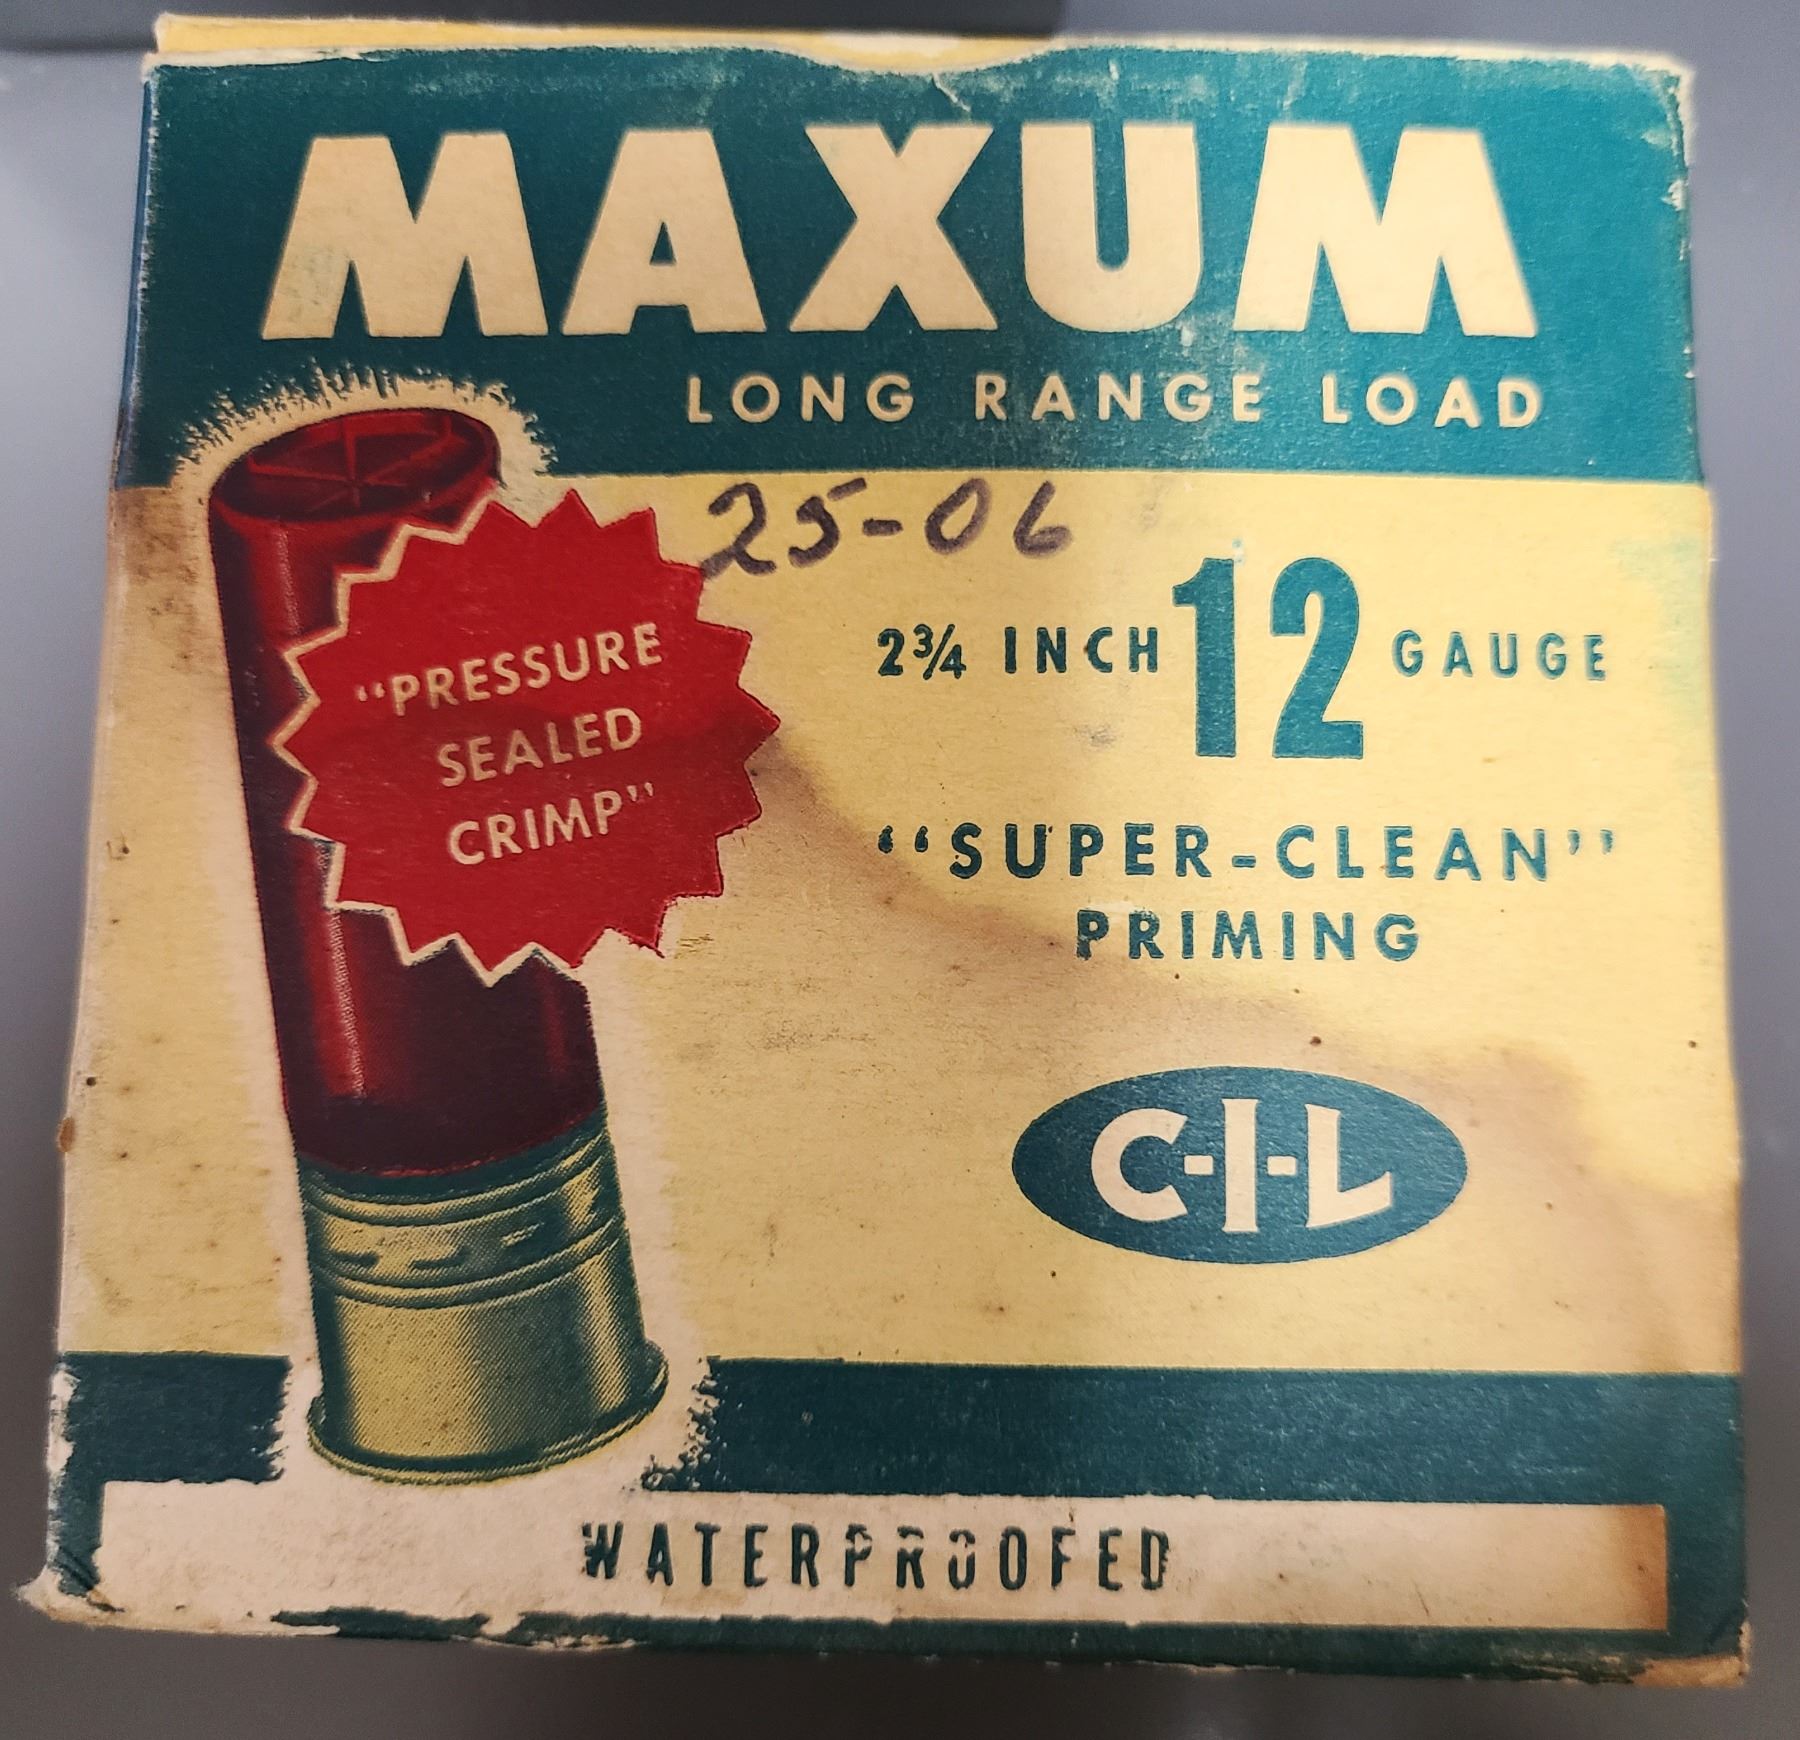 MAXUM
LONG RANGE LOAD
25-06
2¾ INCH 12 GAUGE
"PRESSURE
SEALED
CRIMP"
"SUPER-CLEAN"
PRIMING
C-I-L
WATERPROOFED